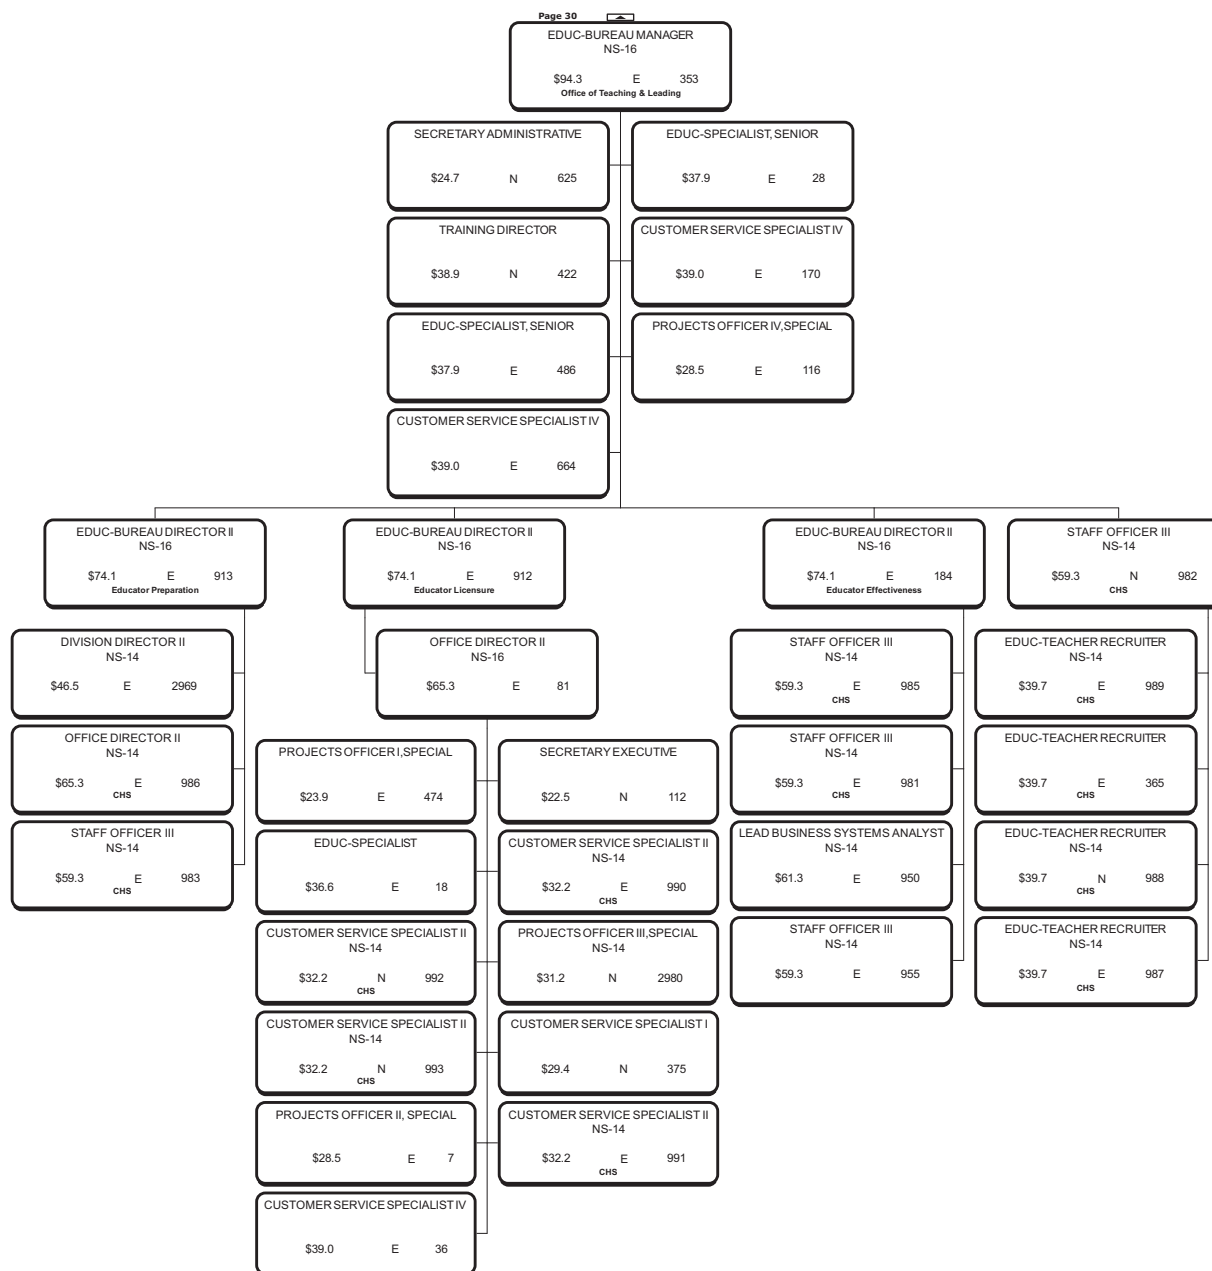 Page 30
EDUC-BUREAU MANAGER
NS-16
$94.3 E 353
Office of Teaching & Leading
SECRETARY ADMINISTRATIVE
$24.7 N 625
EDUC-SPECIALIST, SENIOR
$37.9 E 28
TRAINING DIRECTOR
$38.9 N 422
CUSTOMER SERVICE SPECIALIST IV
$39.0 E 170
EDUC-SPECIALIST, SENIOR
$37.9 E 486
PROJECTS OFFICER IV,SPECIAL
$28.5 E 116
CUSTOMER SERVICE SPECIALIST IV
$39.0 E 664
EDUC-BUREAU DIRECTOR II
NS-16
$74.1 E 913
Educator Preparation
EDUC-BUREAU DIRECTOR II
NS-16
$74.1 E 912
Educator Licensure
EDUC-BUREAU DIRECTOR II
NS-16
$74.1 E 184
Educator Effectiveness
STAFF OFFICER III
NS-14
$59.3 N 982
CHS
DIVISION DIRECTOR II
NS-14
$46.5 E 2969
OFFICE DIRECTOR II
NS-14
$65.3 E 986
CHS
STAFF OFFICER III
NS-14
$59.3 E 983
CHS
OFFICE DIRECTOR II
NS-16
$65.3 E 81
PROJECTS OFFICER I,SPECIAL
$23.9 E 474
SECRETARY EXECUTIVE
$22.5 N 112
EDUC-SPECIALIST
$36.6 E 18
CUSTOMER SERVICE SPECIALIST II
NS-14
$32.2 E 990
CHS
CUSTOMER SERVICE SPECIALIST II
NS-14
$32.2 N 992
CHS
PROJECTS OFFICER III,SPECIAL
NS-14
$31.2 N 2980
CUSTOMER SERVICE SPECIALIST II
NS-14
$32.2 N 993
CHS
CUSTOMER SERVICE SPECIALIST I
$29.4 N 375
PROJECTS OFFICER II, SPECIAL
$28.5 E 7
CUSTOMER SERVICE SPECIALIST II
NS-14
$32.2 E 991
CHS
CUSTOMER SERVICE SPECIALIST IV
$39.0 E 36
STAFF OFFICER III
NS-14
$59.3 E 985
CHS
STAFF OFFICER III
NS-14
$59.3 E 981
CHS
LEAD BUSINESS SYSTEMS ANALYST
NS-14
$61.3 E 950
STAFF OFFICER III
NS-14
$59.3 E 955
EDUC-TEACHER RECRUITER
NS-14
$39.7 E 989
CHS
EDUC-TEACHER RECRUITER
$39.7 E 365
EDUC-TEACHER RECRUITER
NS-14
$39.7 N 988
CHS
EDUC-TEACHER RECRUITER
NS-14
$39.7 E 987
CHS